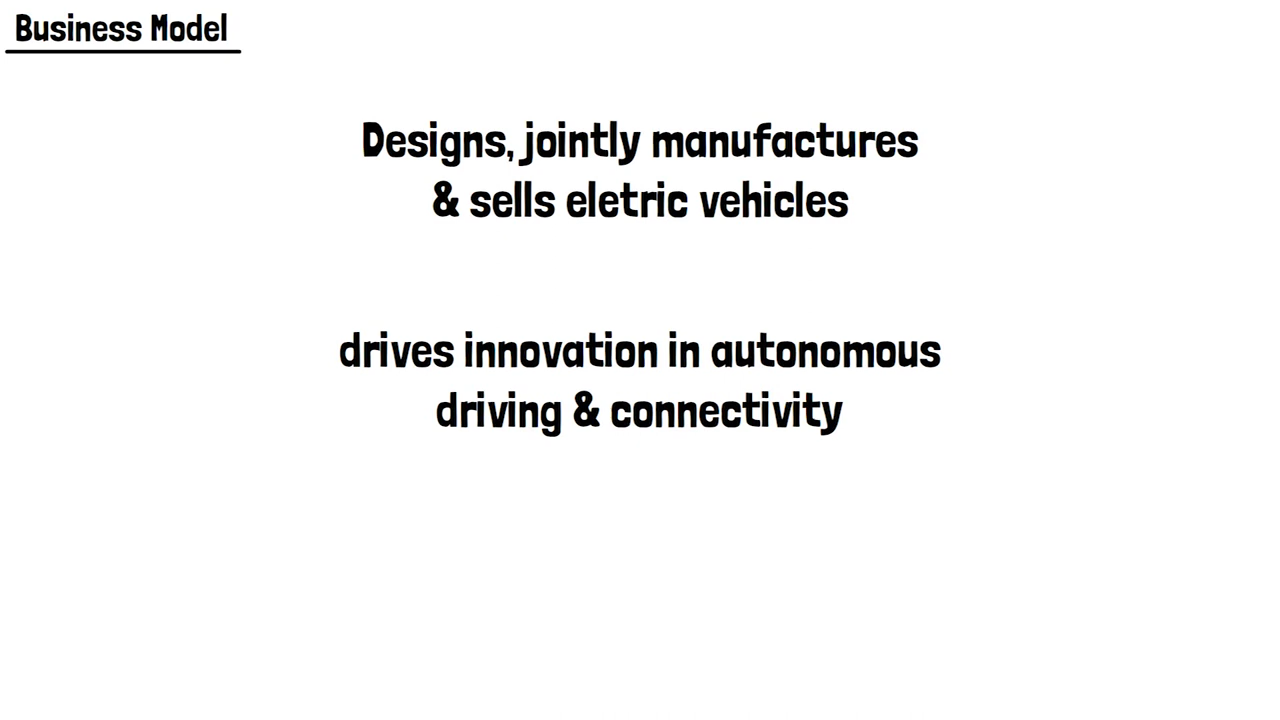 Business Model
Designs, jointly manufactures
& sells eletric vehicles
drives innovation in autonomous
driving & connectivity